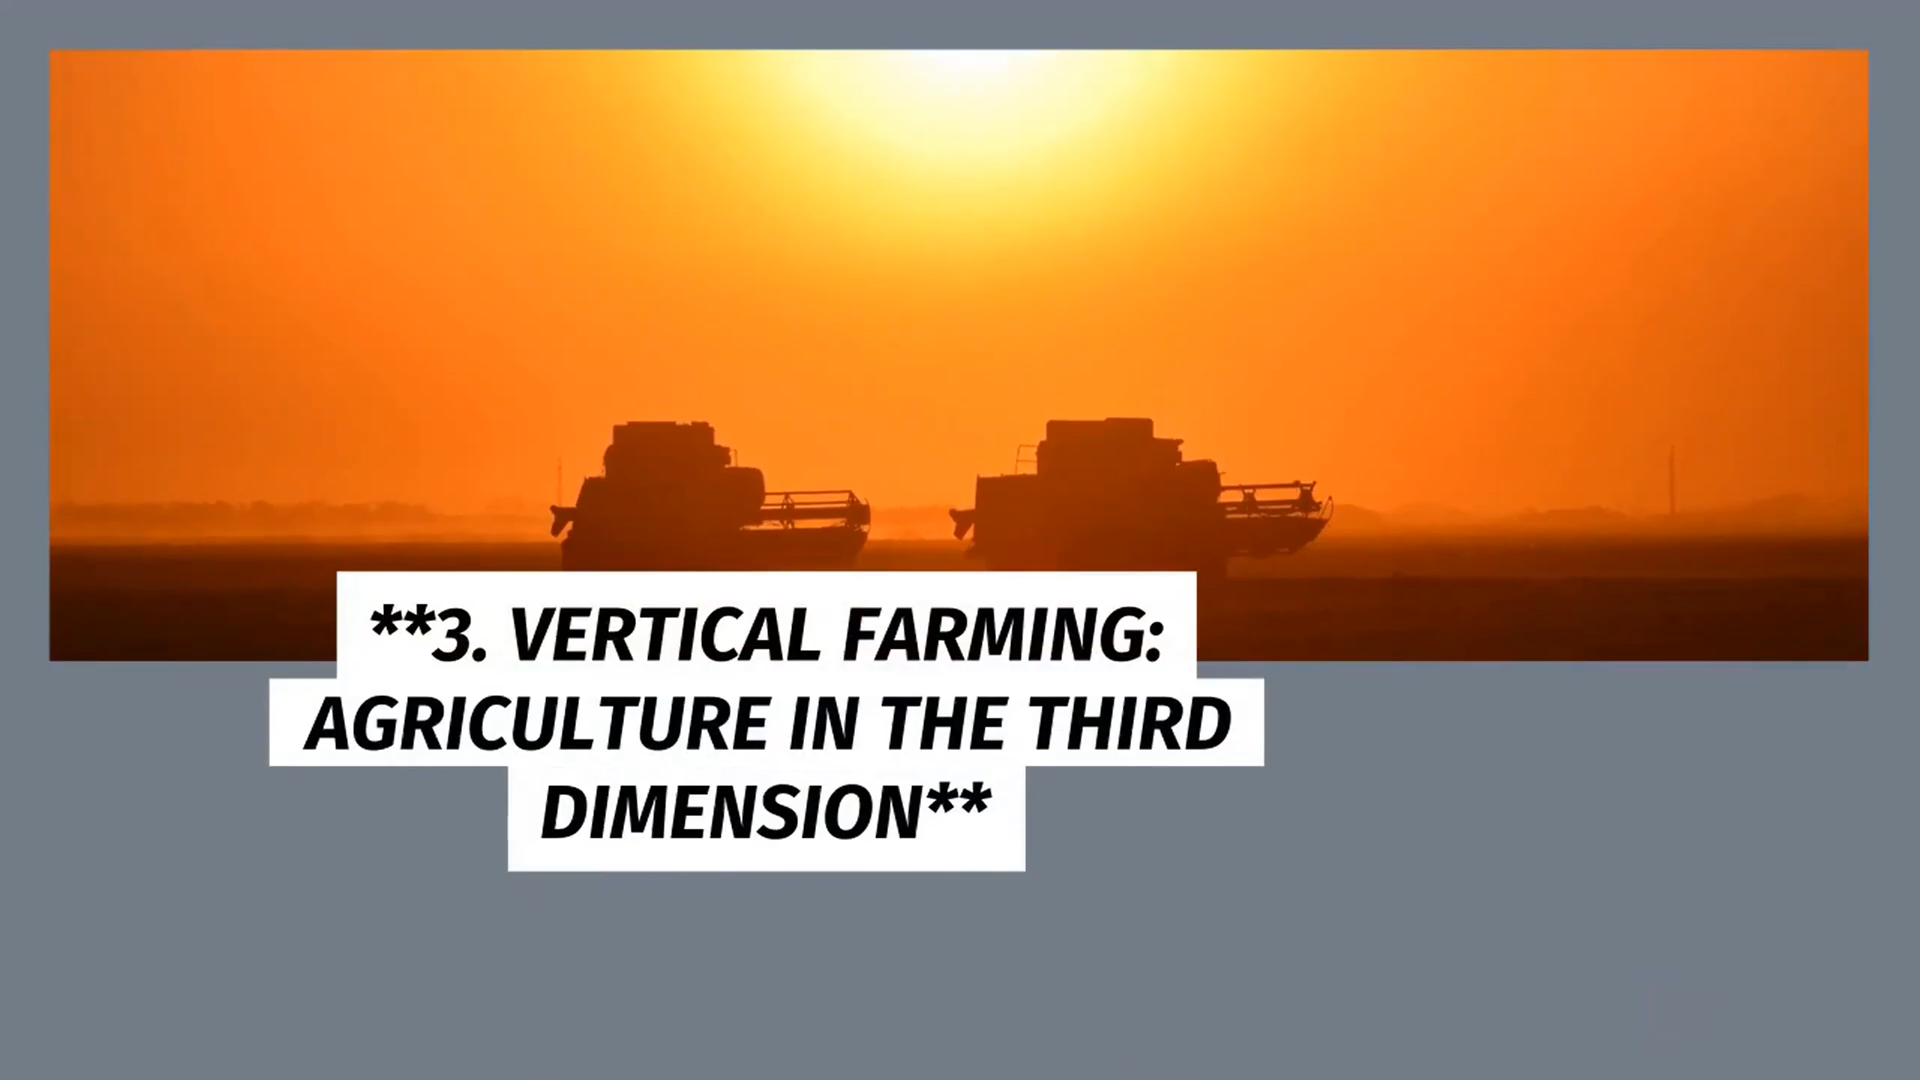 **3. VERTICAL FARMING:
AGRICULTURE IN THE THIRD
DIMENSION**